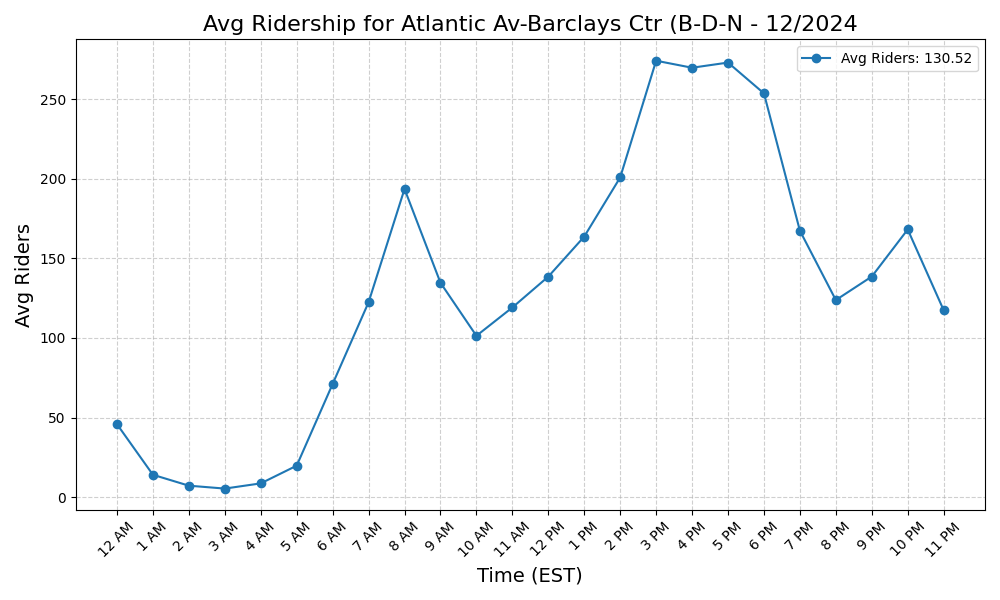 Avg Ridership for Atlantic Av-Barclays Ctr (B-D-N - 12/2024
Avg Riders: 130.52
Avg Riders
250
200
150
100
50
0
12 AM
1 AM
2 AM
3 AM
4 AM
5 AM
6 AM
7 AM
8 AM
9 AM
10 AM
11 AM
12 PM
1 PM
2 PM
3 PM
4 PM
5 PM
6 PM
7 PM
8 PM
9 PM
10 PM
11 PM
Time (EST)